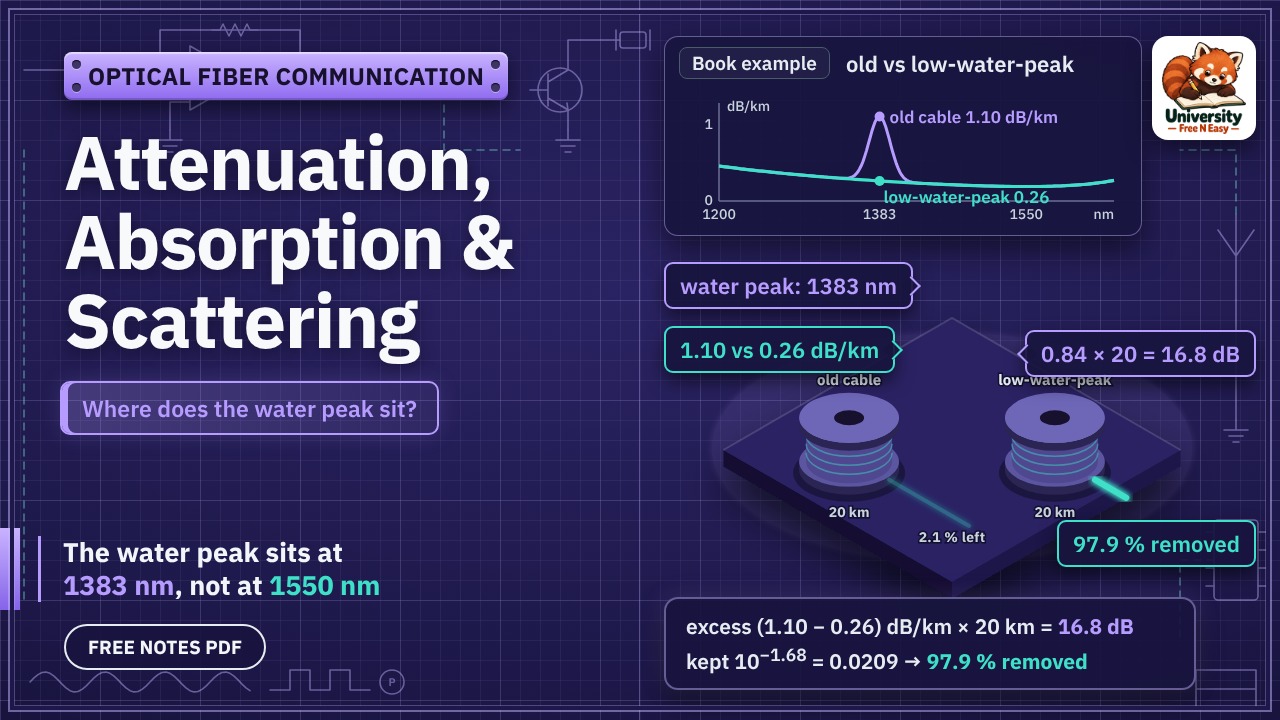 OPTICAL FIBER COMMUNICATION
Attenuation,
Absorption &
Scattering
Where does the water peak sit?
The water peak sits at
1383 nm, not at 1550 nm
FREE NOTES PDF
P
Book example
old vs low-water-peak
dB/km
1
old cable 1.10 dB/km
low-water-peak 0.26
0
1200 1383 1550 nm
University
— Free N Easy —
water peak: 1383 nm
1.10 vs 0.26 dB/km
0.84 × 20 = 16.8 dB
old cable
low-water-peak
20 km
20 km
2.1 % left
97.9 % removed
excess (1.10 − 0.26) dB/km × 20 km = 16.8 dB
kept 10⁻¹·⁶⁸ = 0.0209 → 97.9 % removed